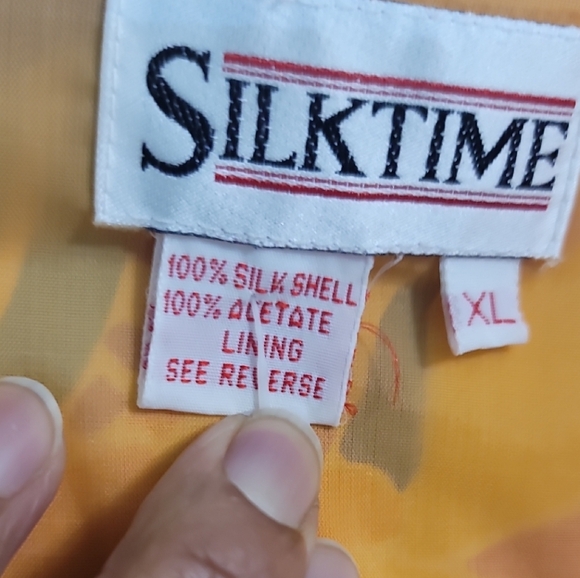 SILKTIME
100% SILK SHELL
100% ACETATE
LINING
SEE REVERSE
XL